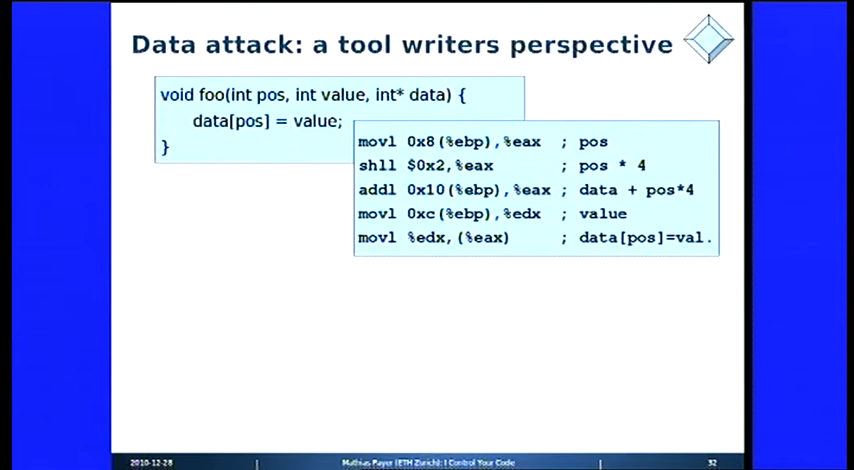 Data attack: a tool writers perspective
void foo(int pos, int value, int* data) {
data[pos] = value;
}
movl 0x8(%ebp),%eax ; pos
shll $0x2,%eax ; pos * 4
addl 0x10(%ebp),%eax ; data + pos*4
movl 0xc(%ebp),%edx ; value
movl %edx,(%eax) ; data[pos]=val.
2010-12-28
Mathias Payer (ETH Zurich): I Control Your Code
32